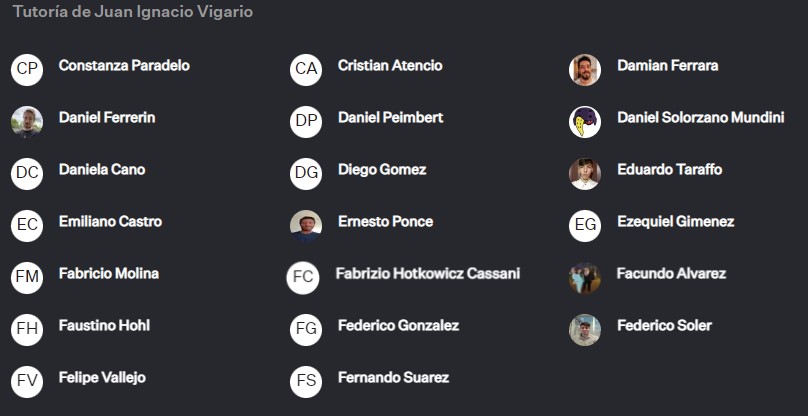 Tutoría de Juan Ignacio Vigario
CP Constanza Paradelo
CA Cristian Atencio
Damian Ferrara
Daniel Ferrerin
DP Daniel Peimbert
Daniel Solorzano Mundini
DC Daniela Cano
DG Diego Gomez
Eduardo Taraffo
EC Emiliano Castro
Ernesto Ponce
EG Ezequiel Gimenez
FM Fabricio Molina
FC Fabrizio Hotkowicz Cassani
Facundo Alvarez
FH Faustino Hohl
FG Federico Gonzalez
Federico Soler
FV Felipe Vallejo
FS Fernando Suarez